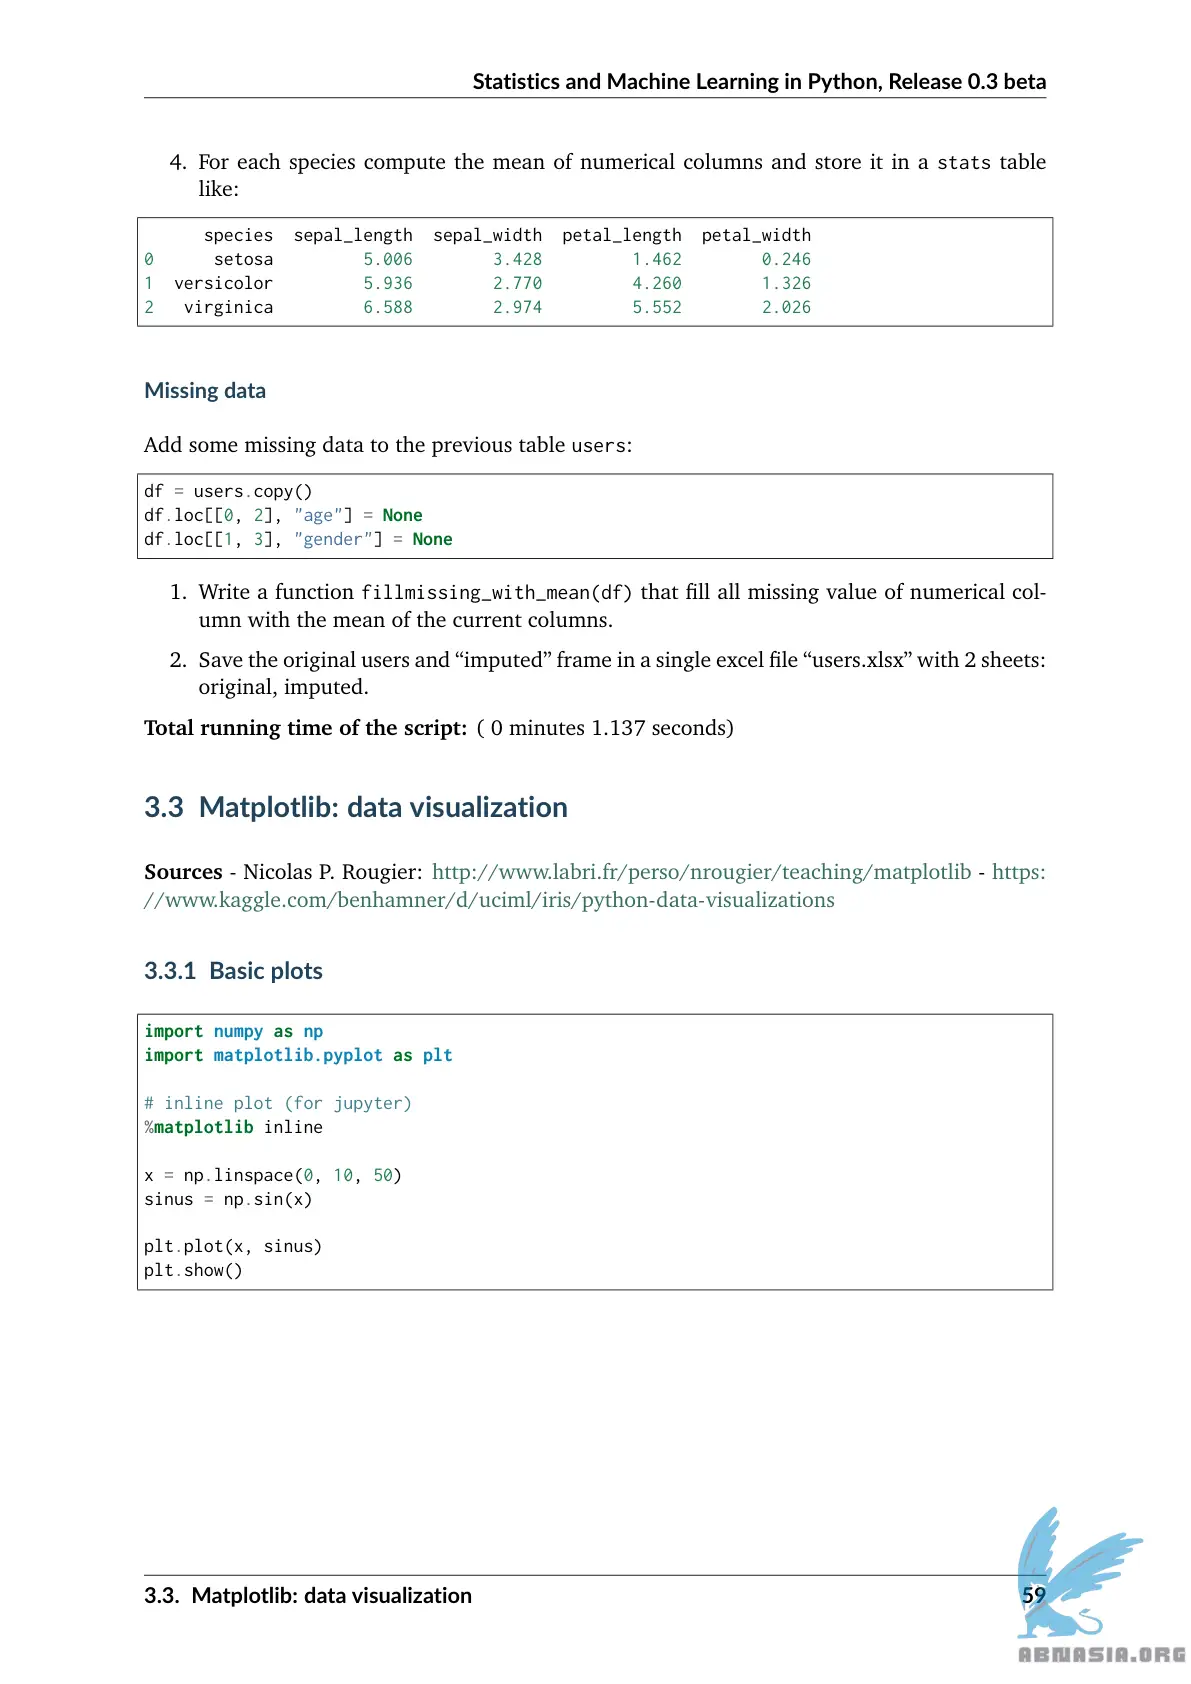 Statistics and Machine Learning in Python, Release 0.3 beta
4. For each species compute the mean of numerical columns and store it in a stats table
like:
species sepal_length sepal_width petal_length petal_width
0 setosa 5.006 3.428 1.462 0.246
1 versicolor 5.936 2.770 4.260 1.326
2 virginica 6.588 2.974 5.552 2.026
Missing data
Add some missing data to the previous table users:
df = users.copy()
df.loc[[0, 2], "age"] = None
df.loc[[1, 3], "gender"] = None
1. Write a function fillmissing_with_mean(df) that fill all missing value of numerical col-
umn with the mean of the current columns.
2. Save the original users and “imputed” frame in a single excel file “users.xlsx” with 2 sheets:
original, imputed.
Total running time of the script: ( 0 minutes 1.137 seconds)
3.3 Matplotlib: data visualization
Sources - Nicolas P. Rougier: http://www.labri.fr/perso/nrougier/teaching/matplotlib - https:
//www.kaggle.com/benhamner/d/uciml/iris/python-data-visualizations
3.3.1 Basic plots
import numpy as np
import matplotlib.pyplot as plt
# inline plot (for jupyter)
%matplotlib inline
x = np.linspace(0, 10, 50)
sinus = np.sin(x)
plt.plot(x, sinus)
plt.show()
3.3. Matplotlib: data visualization 59
ABNASIA.ORG